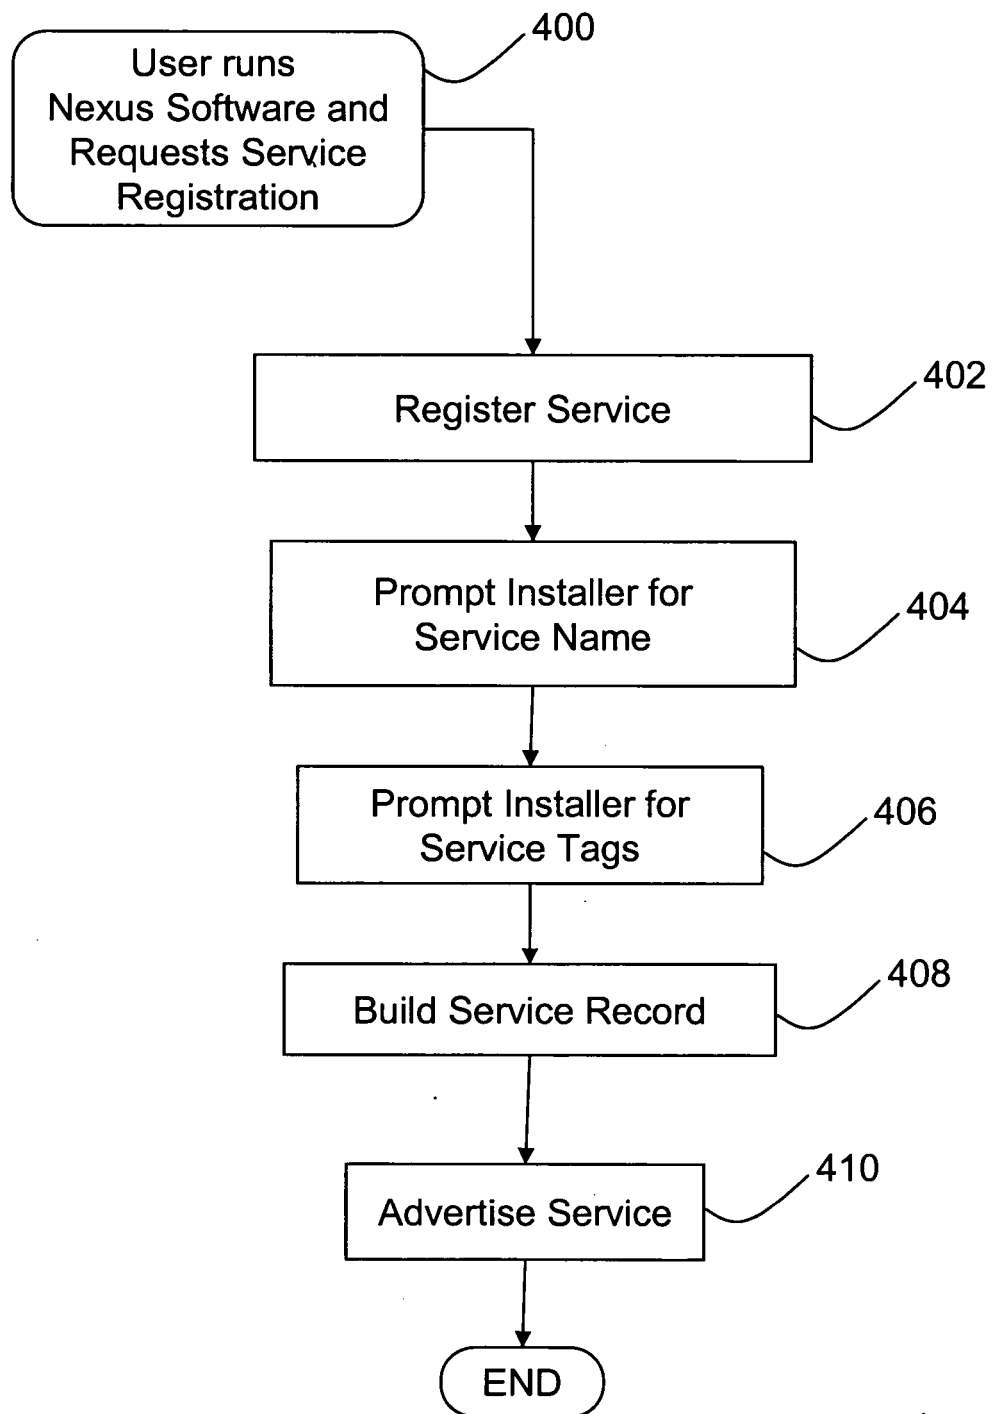 400
User runs
Nexus Software and
Requests Service
Registration
402
Register Service
404
Prompt Installer for
Service Name
406
Prompt Installer for
Service Tags
408
Build Service Record
410
Advertise Service
END